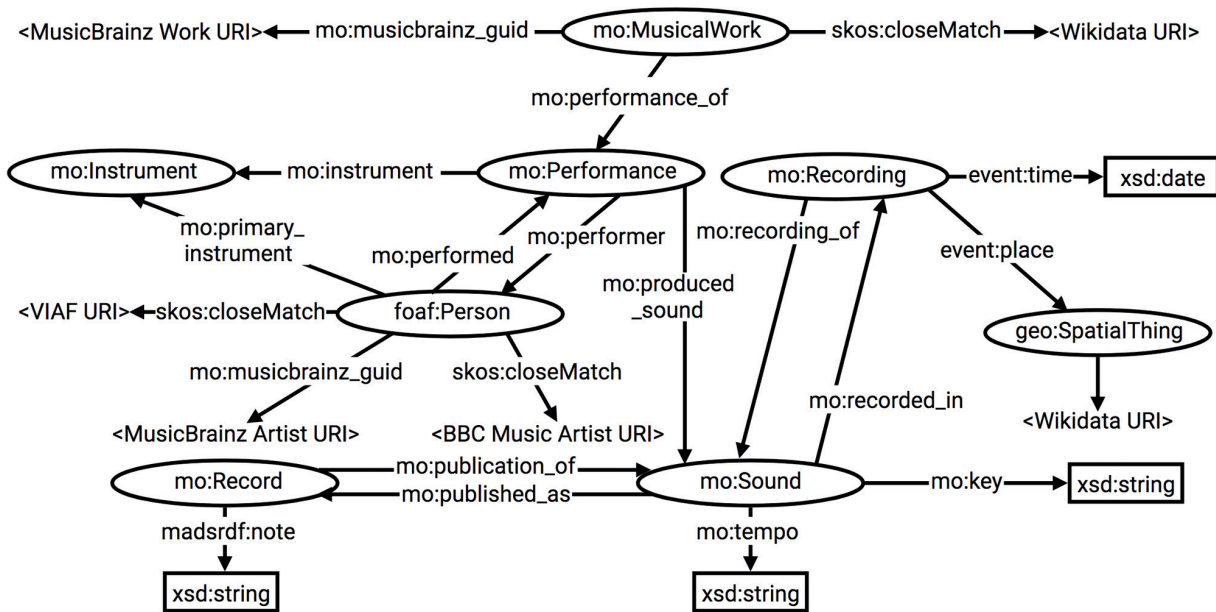 <MusicBrainz Work URI>
mo:musicbrainz_guid
mo:MusicalWork
skos:closeMatch
<Wikidata URI>
mo:performance_of
mo:Instrument
mo:instrument
mo:Performance
mo:Recording
event:time
xsd:date
mo:primary_
instrument
mo:performed
mo:performer
mo:recording_of
event:place
mo:produced
_sound
<VIAF URI>
skos:closeMatch
foaf:Person
geo:SpatialThing
mo:musicbrainz_guid
skos:closeMatch
mo:recorded_in
<Wikidata URI>
<MusicBrainz Artist URI>
<BBC Music Artist URI>
mo:Record
mo:publication_of
mo:published_as
mo:Sound
mo:key
xsd:string
madsrdf:note
mo:tempo
xsd:string
xsd:string